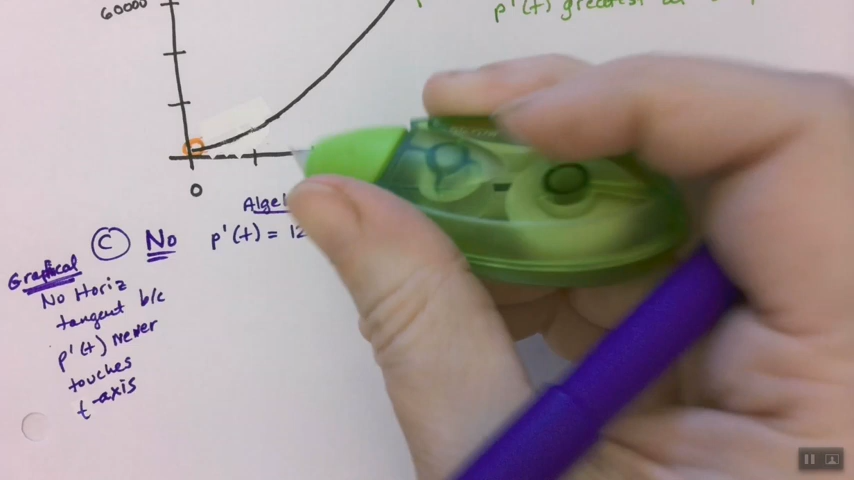 60000
p'(t) greatest
0
Algeb
C No p'(t) = 12
Graphical
No Horiz
tangent b/c
p'(t) never
touches
t-axis